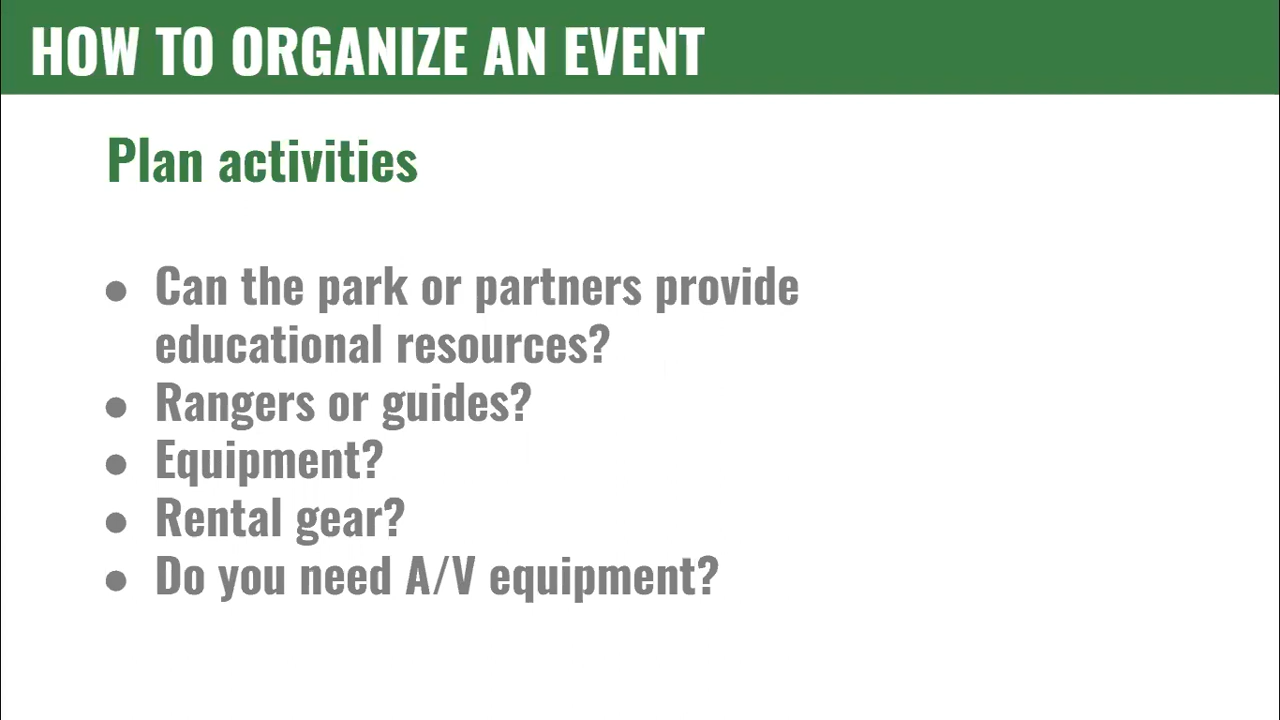 HOW TO ORGANIZE AN EVENT
Plan activities
● Can the park or partners provide
educational resources?
● Rangers or guides?
● Equipment?
● Rental gear?
● Do you need A/V equipment?